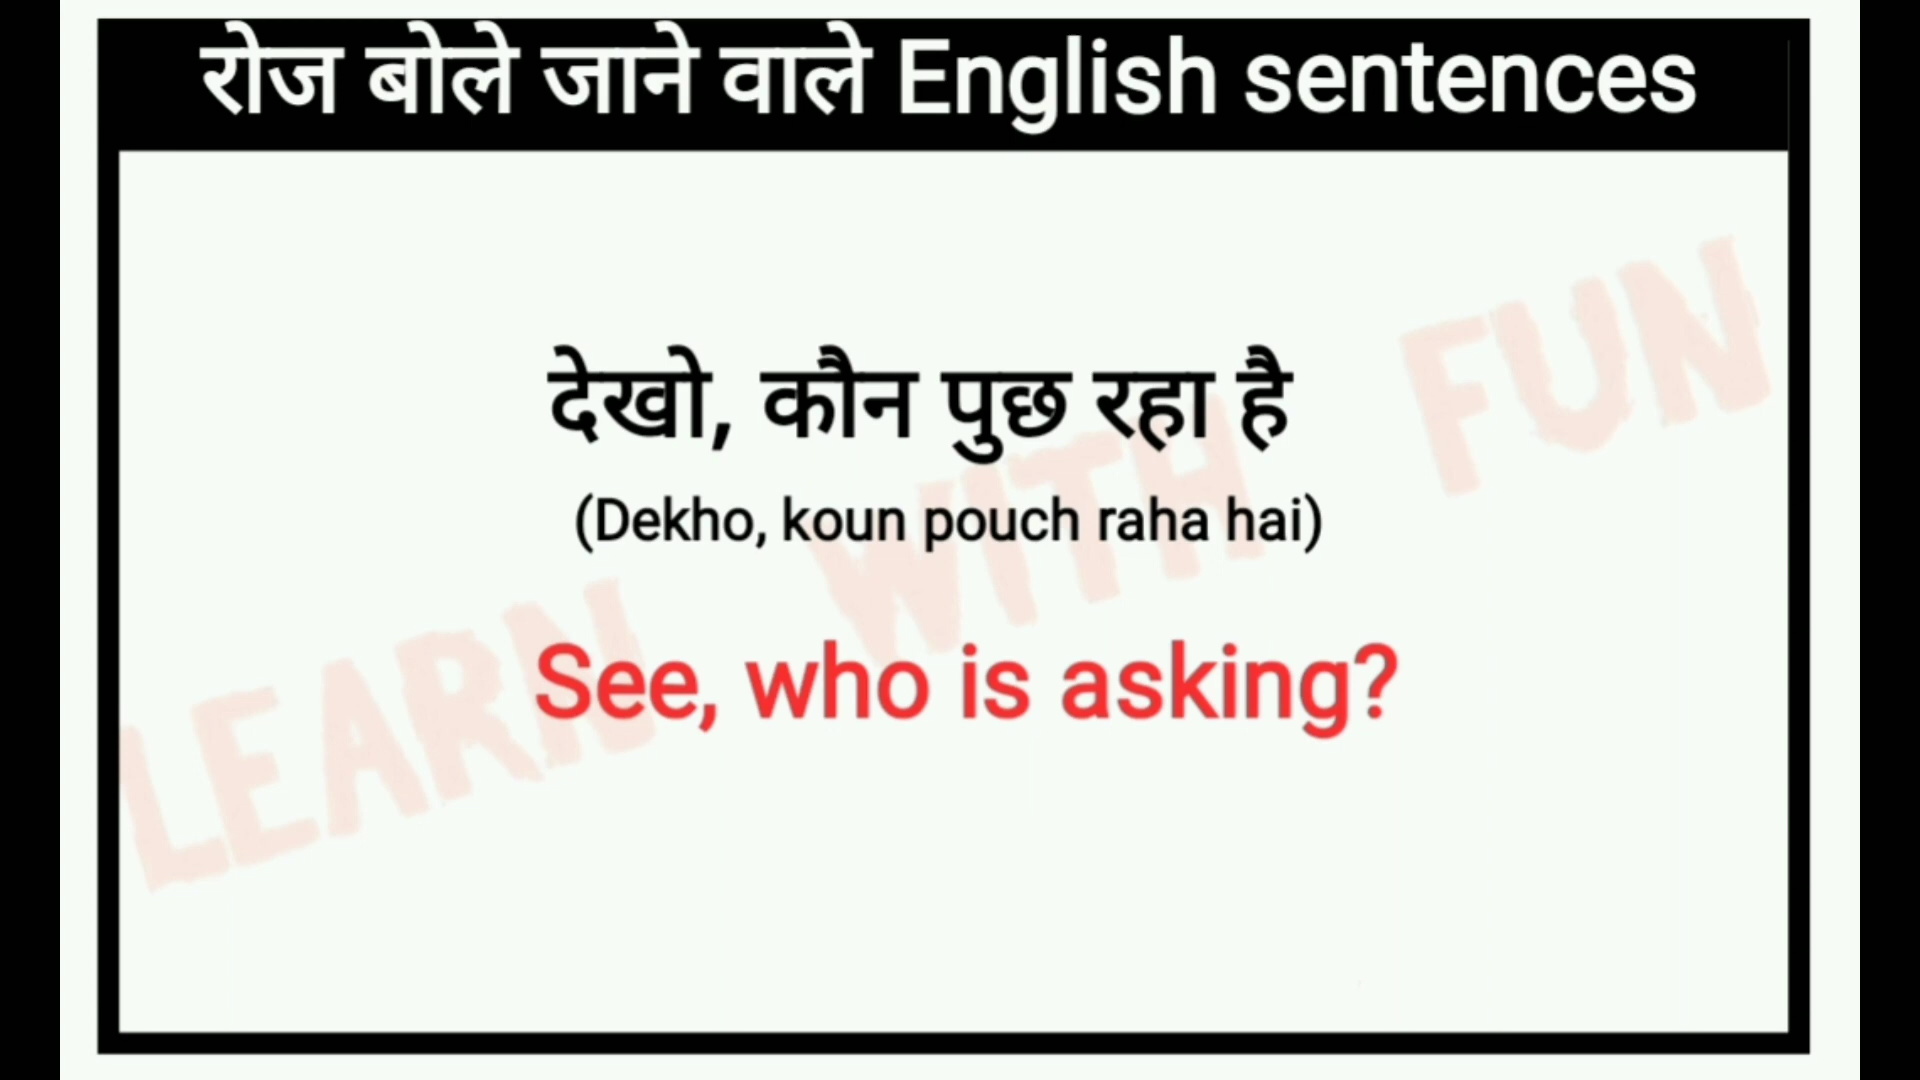 रोज बोले जाने वाले English sentences
देखो, कौन पुछ रहा है
(Dekho, koun pouch raha hai)
See, who is asking?
LEARN WITH FUN